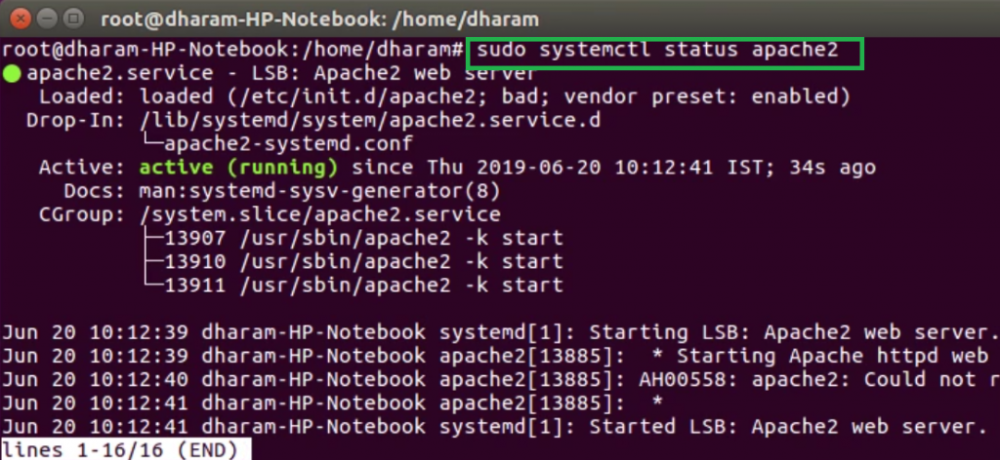 root@dharam-HP-Notebook: /home/dharam
root@dharam-HP-Notebook:/home/dharam# sudo systemctl status apache2
● apache2.service - LSB: Apache2 web server
Loaded: loaded (/etc/init.d/apache2; bad; vendor preset: enabled)
Drop-In: /lib/systemd/system/apache2.service.d
└─apache2-systemd.conf
Active: active (running) since Thu 2019-06-20 10:12:41 IST; 34s ago
Docs: man:systemd-sysv-generator(8)
CGroup: /system.slice/apache2.service
├─13907 /usr/sbin/apache2 -k start
├─13910 /usr/sbin/apache2 -k start
└─13911 /usr/sbin/apache2 -k start
Jun 20 10:12:39 dharam-HP-Notebook systemd[1]: Starting LSB: Apache2 web server.
Jun 20 10:12:39 dharam-HP-Notebook apache2[13885]:  * Starting Apache httpd web
Jun 20 10:12:40 dharam-HP-Notebook apache2[13885]: AH00558: apache2: Could not
Jun 20 10:12:41 dharam-HP-Notebook apache2[13885]:  *
Jun 20 10:12:41 dharam-HP-Notebook systemd[1]: Started LSB: Apache2 web server.
lines 1-16/16 (END)